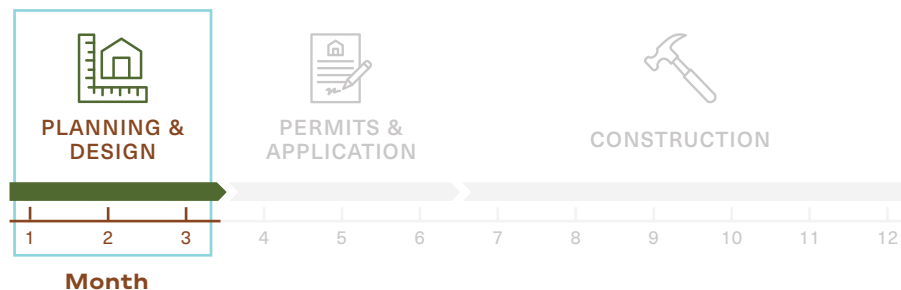 PLANNING &
DESIGN
PERMITS &
APPLICATION
CONSTRUCTION
1 2 3 4 5 6 7 8 9 10 11 12
Month